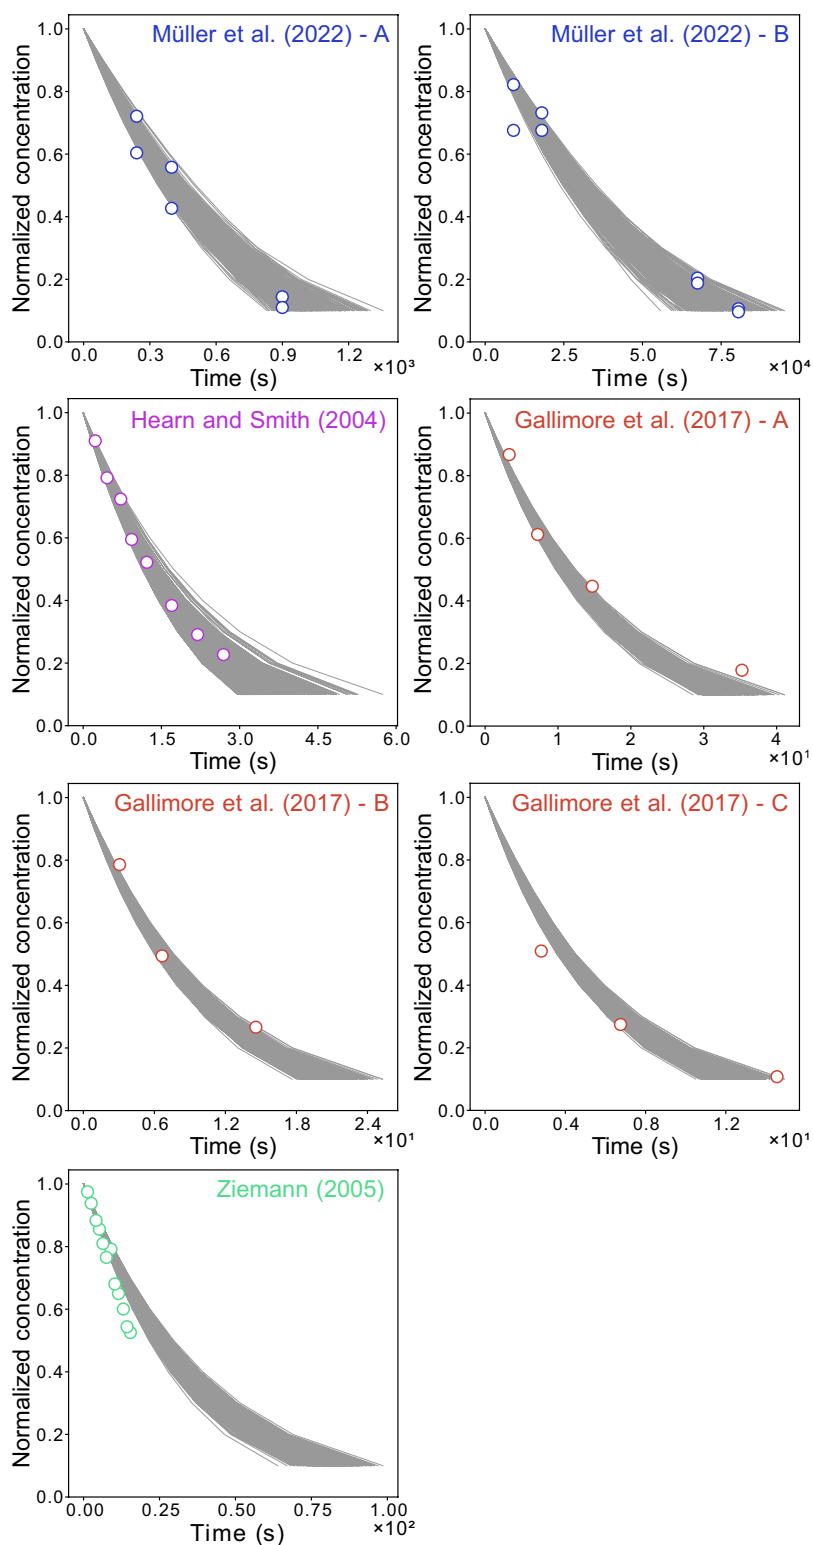 Müller et al. (2022) - A
Normalized concentration
1.0
0.8
0.6
0.4
0.2
0.0
0.0 0.3 0.6 0.9 1.2
×10³
Time (s)
Müller et al. (2022) - B
Normalized concentration
1.0
0.8
0.6
0.4
0.2
0.0
0.0 2.5 5.0 7.5
×10⁴
Time (s)
Hearn and Smith (2004)
Normalized concentration
1.0
0.8
0.6
0.4
0.2
0.0
0.0 1.5 3.0 4.5 6.0
Time (s)
Gallimore et al. (2017) - A
Normalized concentration
1.0
0.8
0.6
0.4
0.2
0.0
0 1 2 3 4
×10¹
Time (s)
Gallimore et al. (2017) - B
Normalized concentration
1.0
0.8
0.6
0.4
0.2
0.0
0.0 0.6 1.2 1.8 2.4
×10¹
Time (s)
Gallimore et al. (2017) - C
Normalized concentration
1.0
0.8
0.6
0.4
0.2
0.0
0.0 0.4 0.8 1.2
×10¹
Time (s)
Ziemann (2005)
Normalized concentration
1.0
0.8
0.6
0.4
0.2
0.0
0.00 0.25 0.50 0.75 1.00
×10²
Time (s)